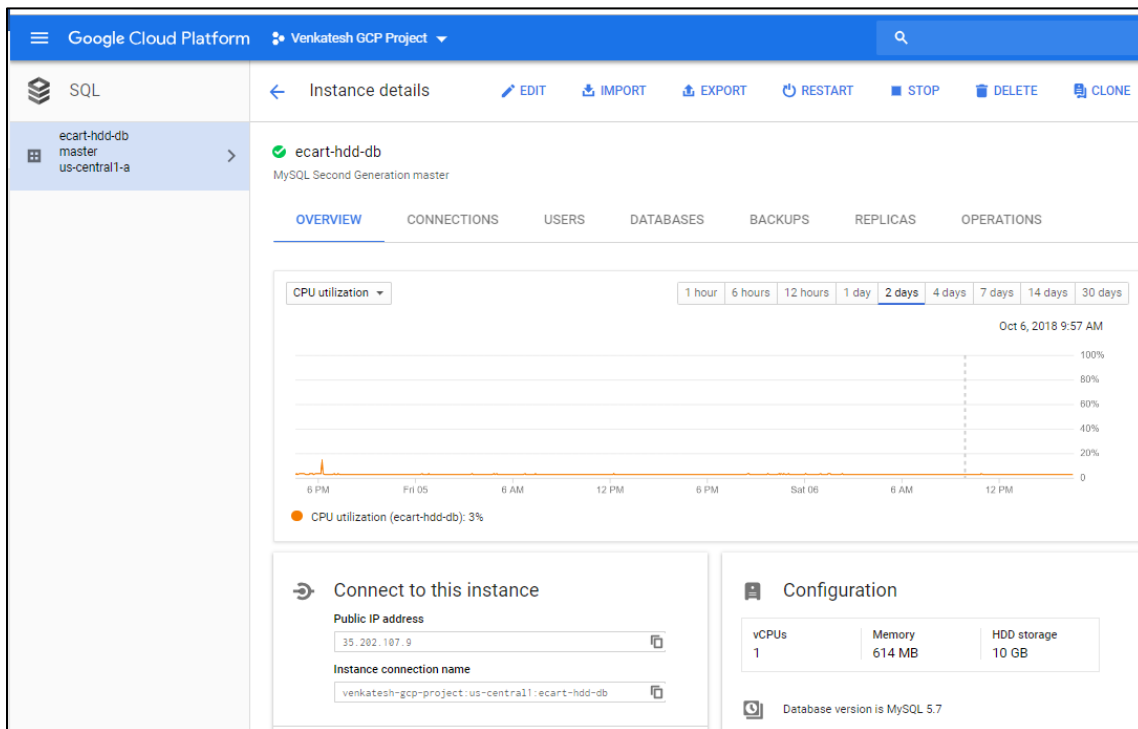 Google Cloud Platform Venkatesh GCP Project
SQL
Instance details EDIT IMPORT EXPORT RESTART STOP DELETE CLONE
ecart-hdd-db
master
us-central1-a
ecart-hdd-db
MySQL Second Generation master
OVERVIEW CONNECTIONS USERS DATABASES BACKUPS REPLICAS OPERATIONS
CPU utilization 1 hour 6 hours 12 hours 1 day 2 days 4 days 7 days 14 days 30 days
Oct 6, 2018 9:57 AM
100%
80%
60%
40%
20%
0
6 PM Fri 05 6 AM 12 PM 6 PM Sat 06 6 AM 12 PM
CPU utilization (ecart-hdd-db): 3%
Connect to this instance
Public IP address
35.202.107.9
Instance connection name
venkatesh-gcp-project:us-central1:ecart-hdd-db
Configuration
vCPUs Memory HDD storage
1 614 MB 10 GB
Database version is MySQL 5.7